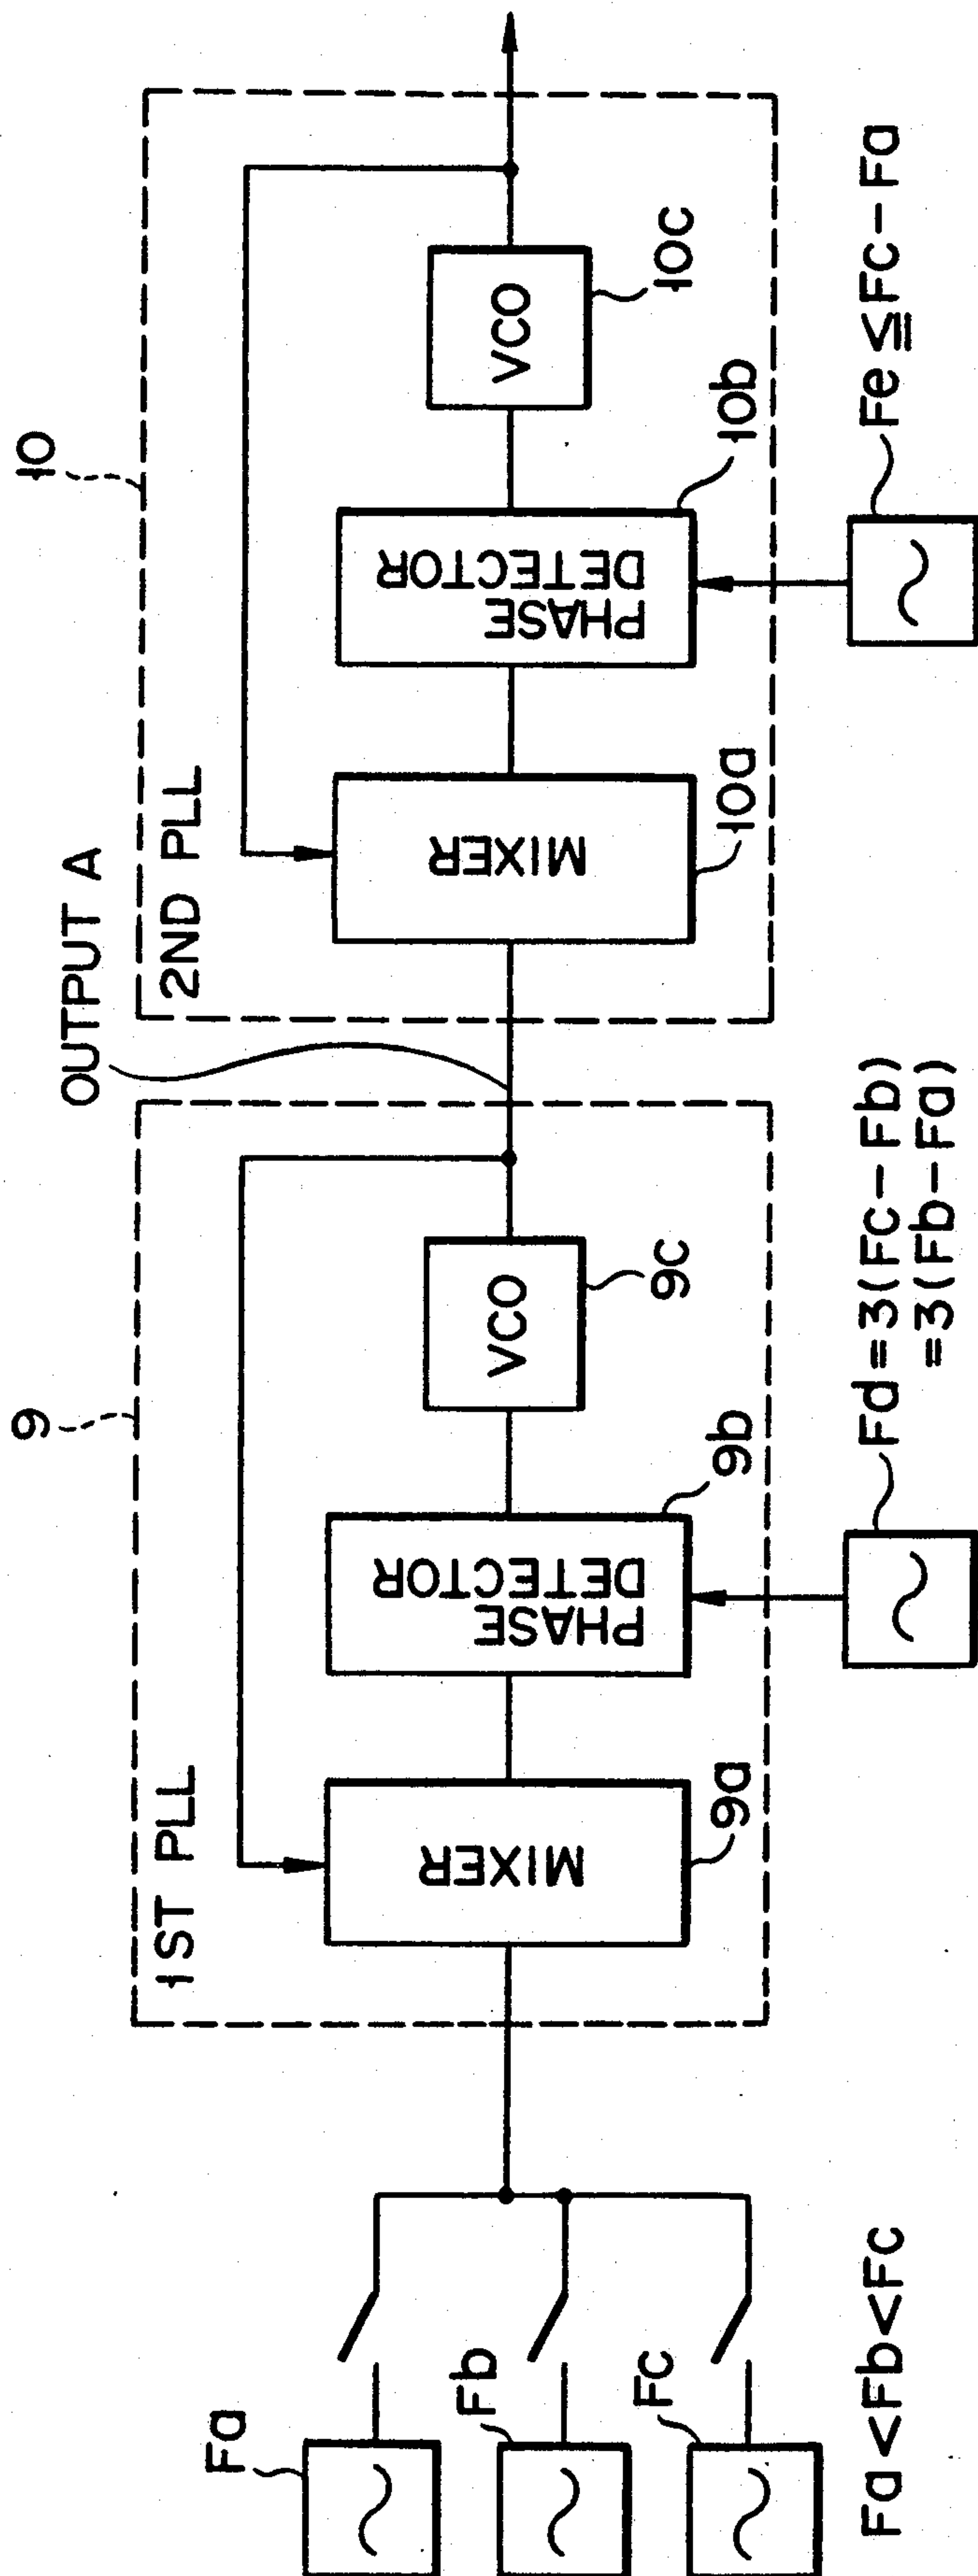 Fa
Fb
Fc
Fa<Fb<Fc
9
1ST PLL
MIXER
9a
PHASE
DETECTOR
9b
VCO
9c
Fd=3(Fc-Fb)
=3(Fb-Fa)
OUTPUT A
10
2ND PLL
MIXER
10a
PHASE
DETECTOR
10b
VCO
10c
Fe≦Fc-Fa